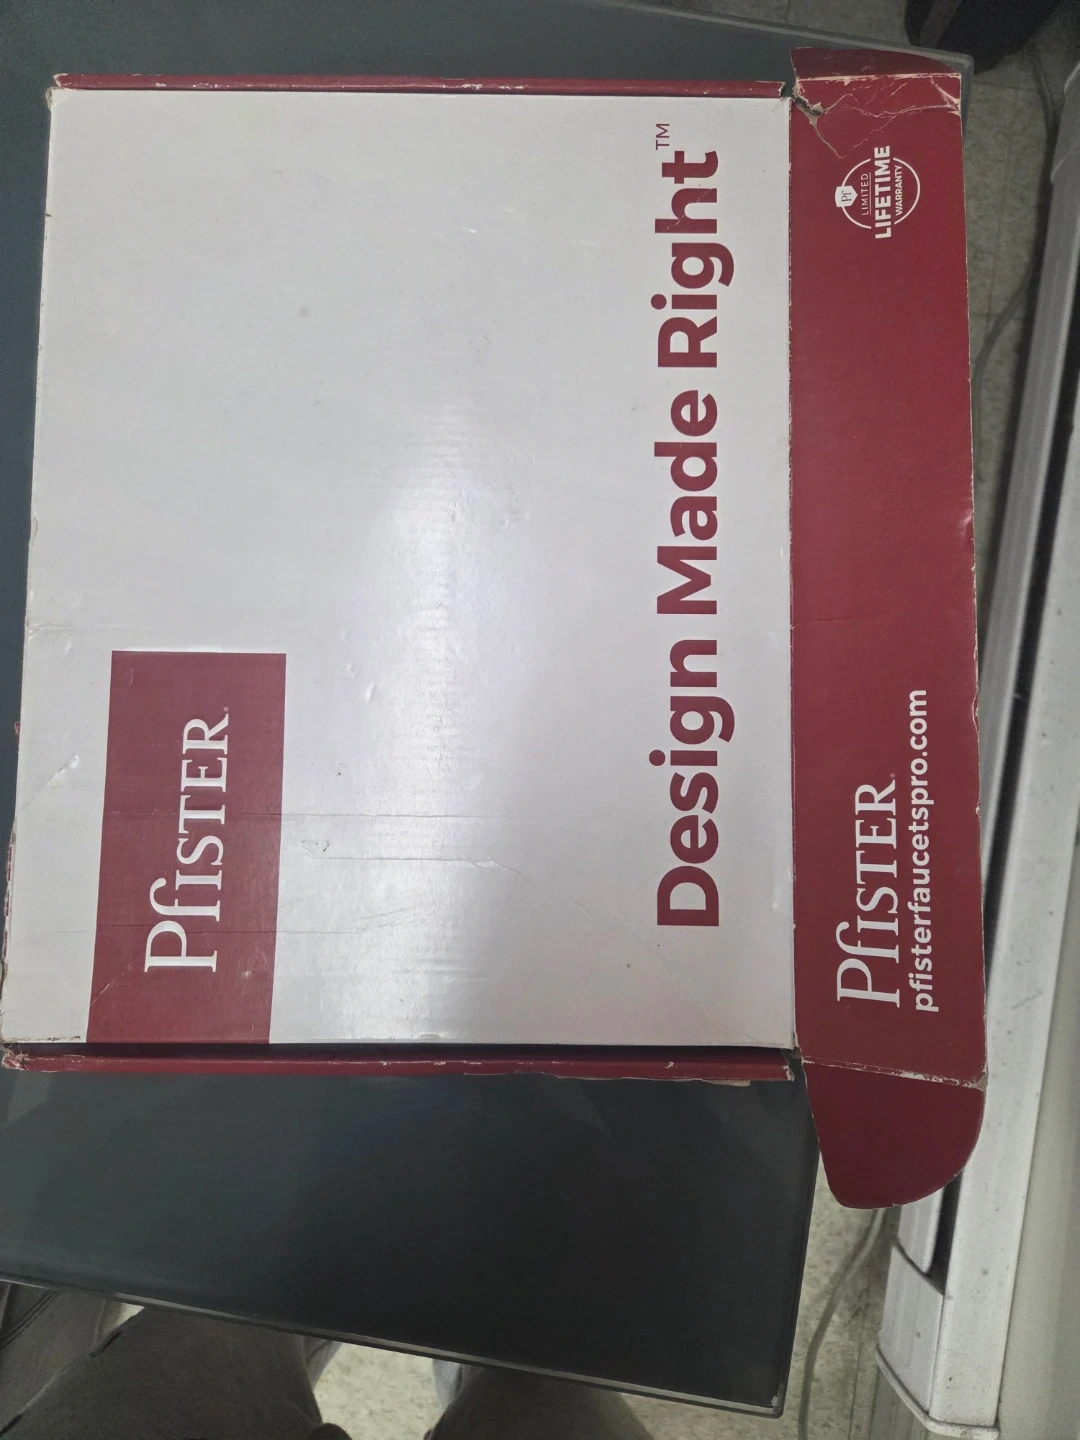 PfISTER®
Design Made Right™
PfISTER®
pfisterfaucetspro.com
Pf
LIMITED
LIFETIME
WARRANTY